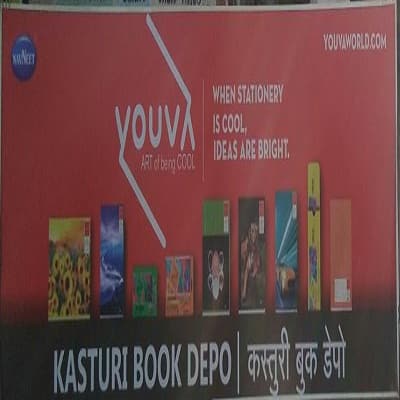 NAVNEET
YOUVAWORLD.COM
YOUVA
ART of being COOL
WHEN STATIONERY
IS COOL,
IDEAS ARE BRIGHT.
KASTURI BOOK DEPO | कस्तुरी बुक डेपो